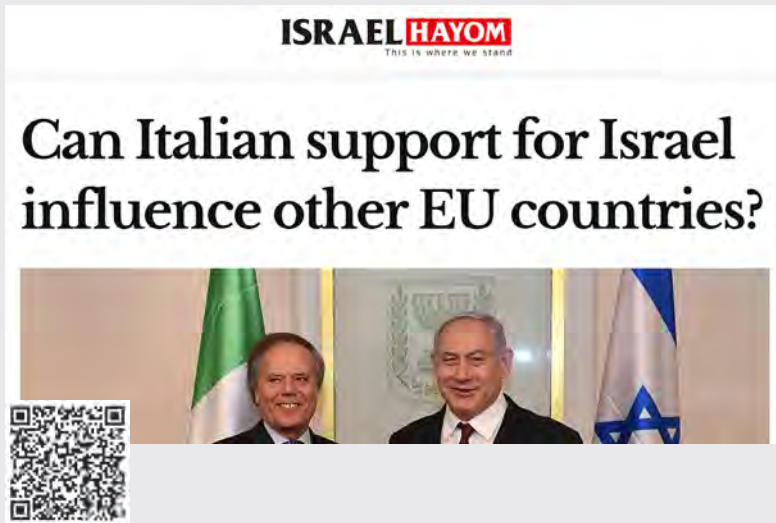 ISRAEL HAYOM
This is where we stand
Can Italian support for Israel
influence other EU countries?